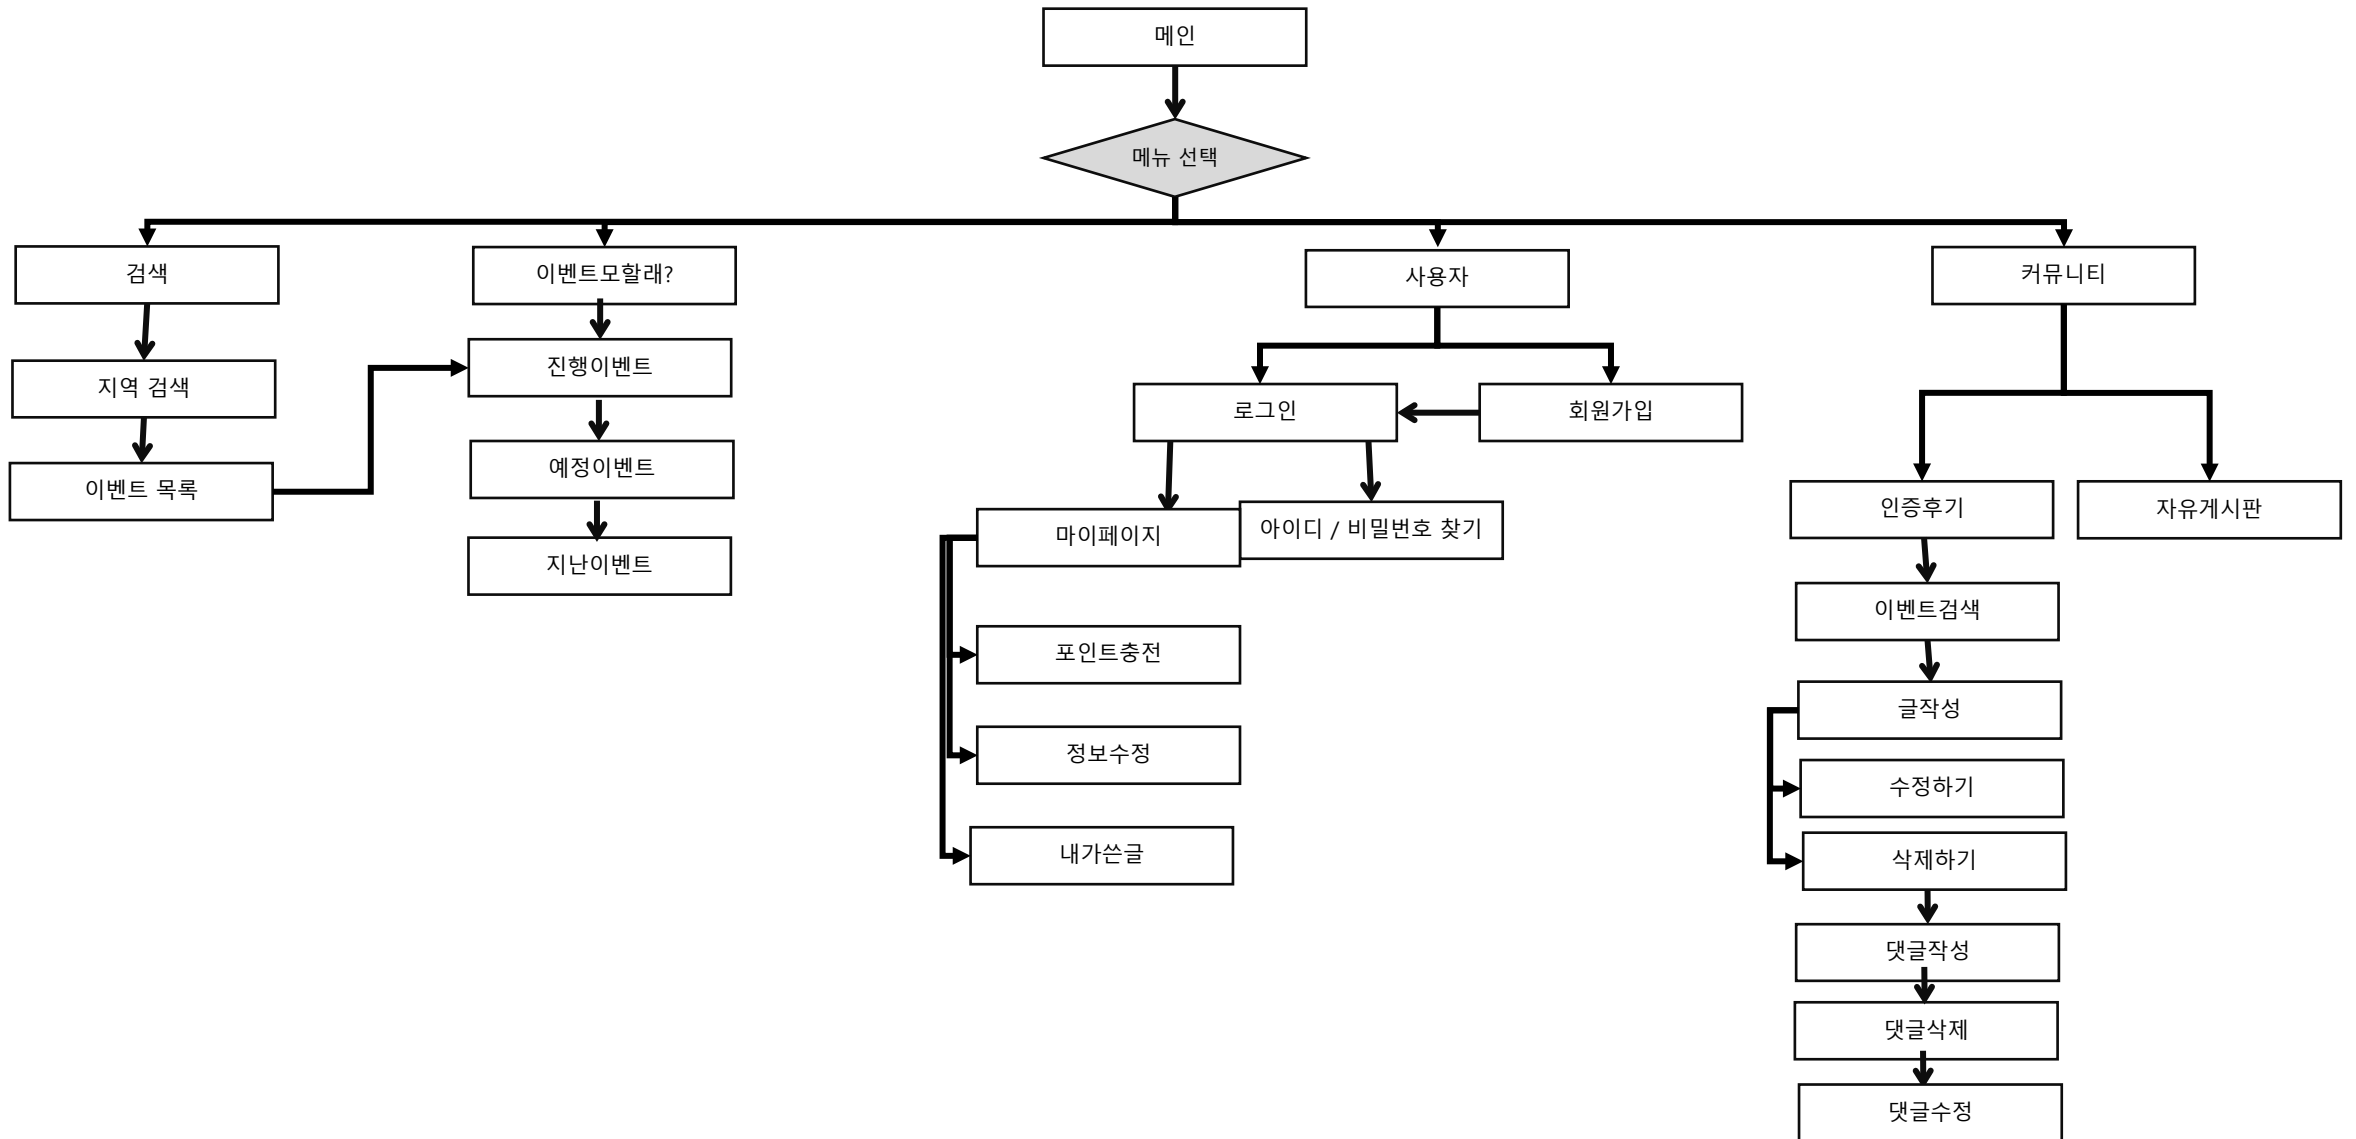 메인
메뉴 선택
검색
이벤트모할래?
사용자
커뮤니티
지역 검색
진행이벤트
로그인
회원가입
이벤트 목록
예정이벤트
마이페이지
아이디 / 비밀번호 찾기
인증후기
자유게시판
지난이벤트
이벤트검색
포인트충전
글작성
정보수정
수정하기
내가쓴글
삭제하기
댓글작성
댓글삭제
댓글수정